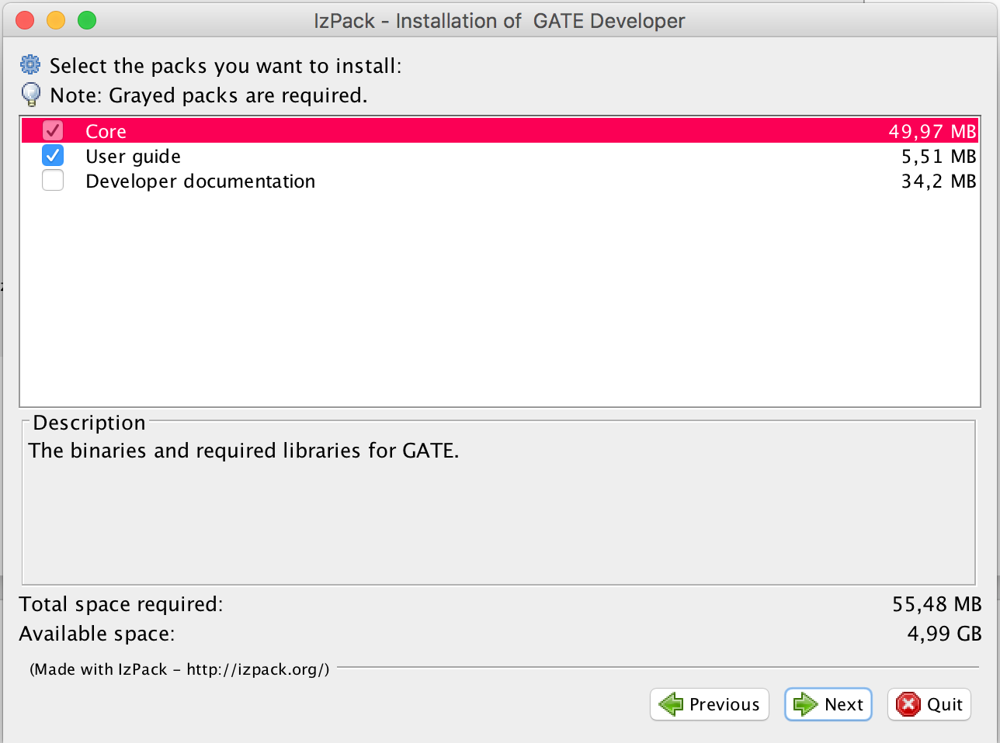 IzPack - Installation of  GATE Developer
Select the packs you want to install:
Note: Grayed packs are required.
Core 49,97 MB
User guide 5,51 MB
Developer documentation 34,2 MB
Description
The binaries and required libraries for GATE.
Total space required: 55,48 MB
Available space: 4,99 GB
(Made with IzPack - http://izpack.org/)
Previous Next Quit